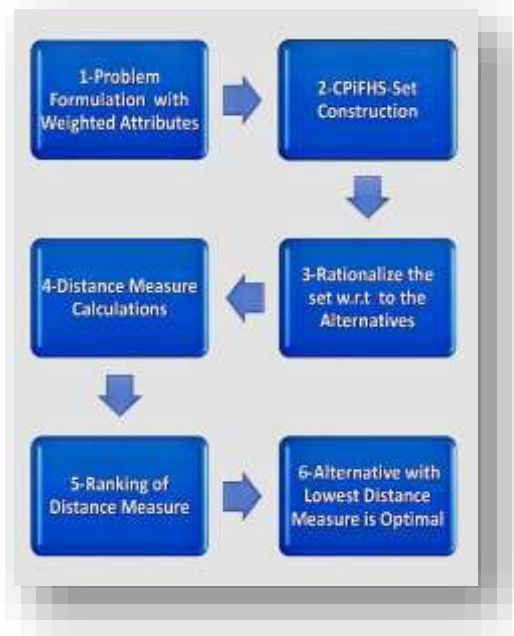 1-Problem
Formulation with
Weighted Attributes
2-CPiFHS-Set
Construction
3-Rationalize the
set w.r.t to the
Alternatives
4-Distance Measure
Calculations
5-Ranking of
Distance Measure
6-Alternative with
Lowest Distance
Measure is Optimal